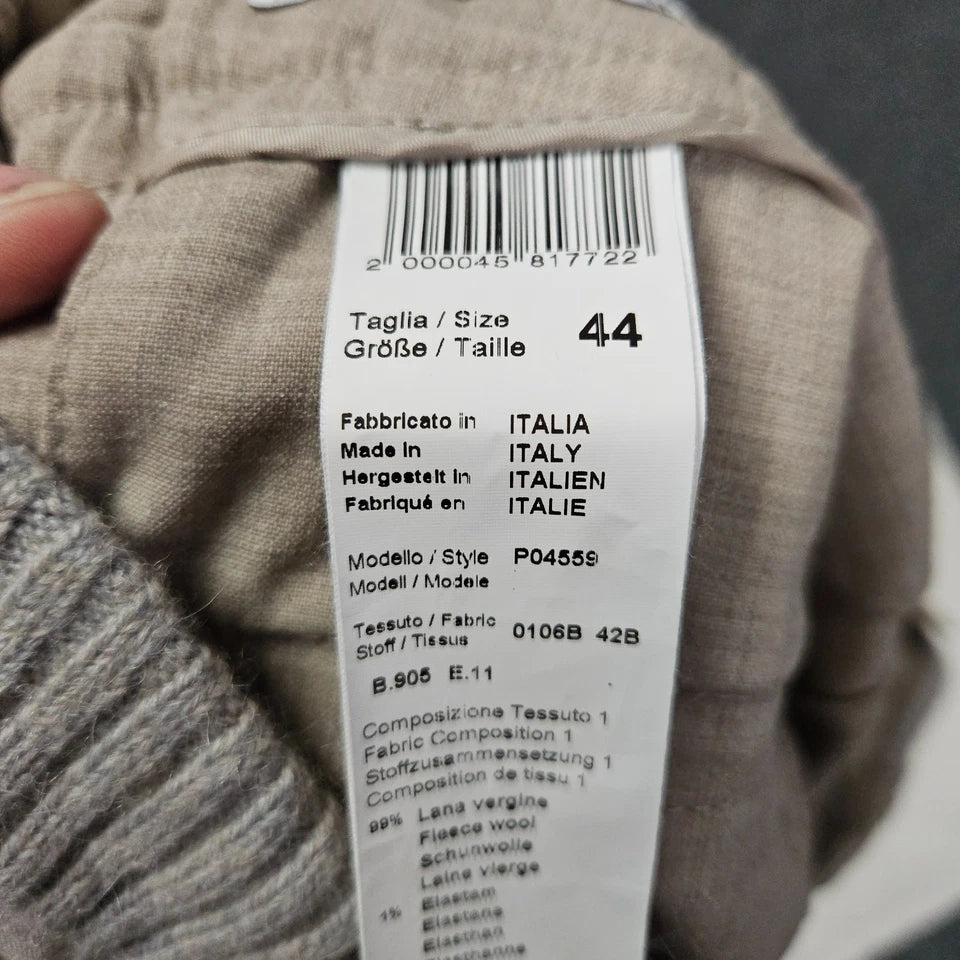 2 000045 817722
Taglia / Size 44
Größe / Taille
Fabbricato in ITALIA
Made in ITALY
Hergestelt in ITALIEN
Fabriqué en ITALIE
Modello / Style P04559
Modell / Modele
Tessuto / Fabric 0106B 42B
Stoff / Tissus
B.905 E.11
Composizione Tessuto 1
Fabric Composition 1
Stoffzusammensetzung 1
Composition de tissu 1
99% Lana vergine
Fleece wool
Schurwolle
Laine vierge
1% Elastam
Elastane
Elasthan
Elasthanne